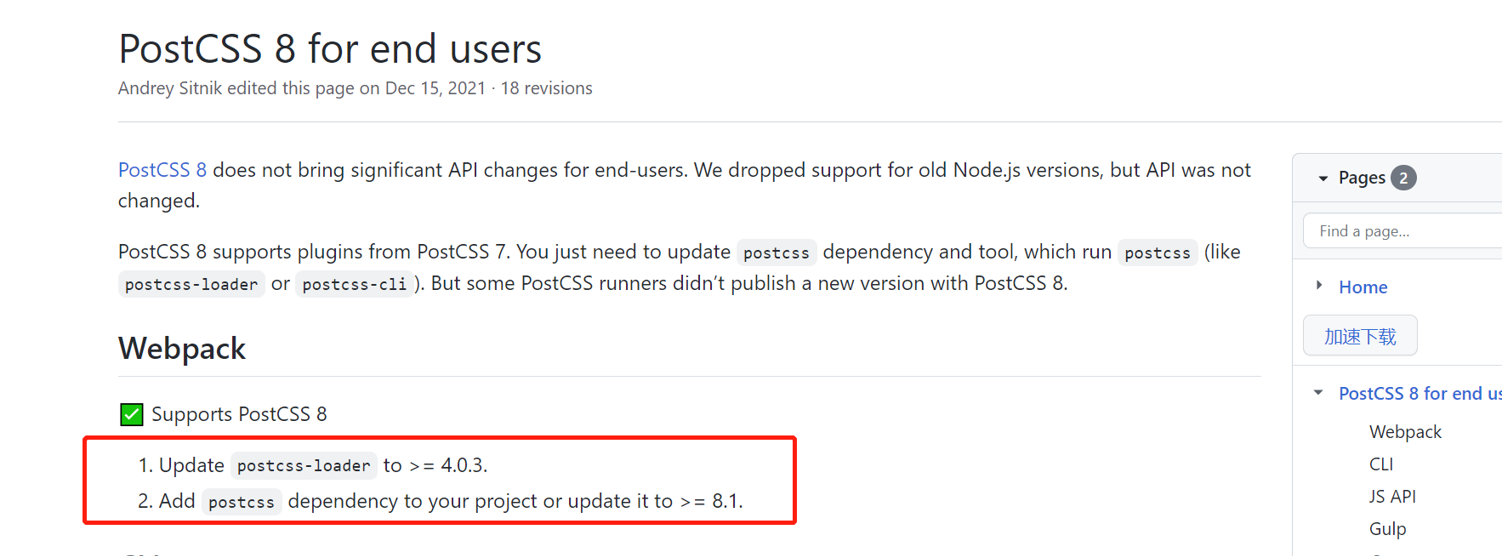 PostCSS 8 for end users
Andrey Sitnik edited this page on Dec 15, 2021 · 18 revisions
PostCSS 8 does not bring significant API changes for end-users. We dropped support for old Node.js versions, but API was not
changed.
PostCSS 8 supports plugins from PostCSS 7. You just need to update postcss dependency and tool, which run postcss (like
postcss-loader or postcss-cli). But some PostCSS runners didn’t publish a new version with PostCSS 8.
Webpack
✅ Supports PostCSS 8
1. Update postcss-loader to >= 4.0.3.
2. Add postcss dependency to your project or update it to >= 8.1.
Pages 2
Find a page...
Home
加速下载
PostCSS 8 for end us
Webpack
CLI
JS API
Gulp